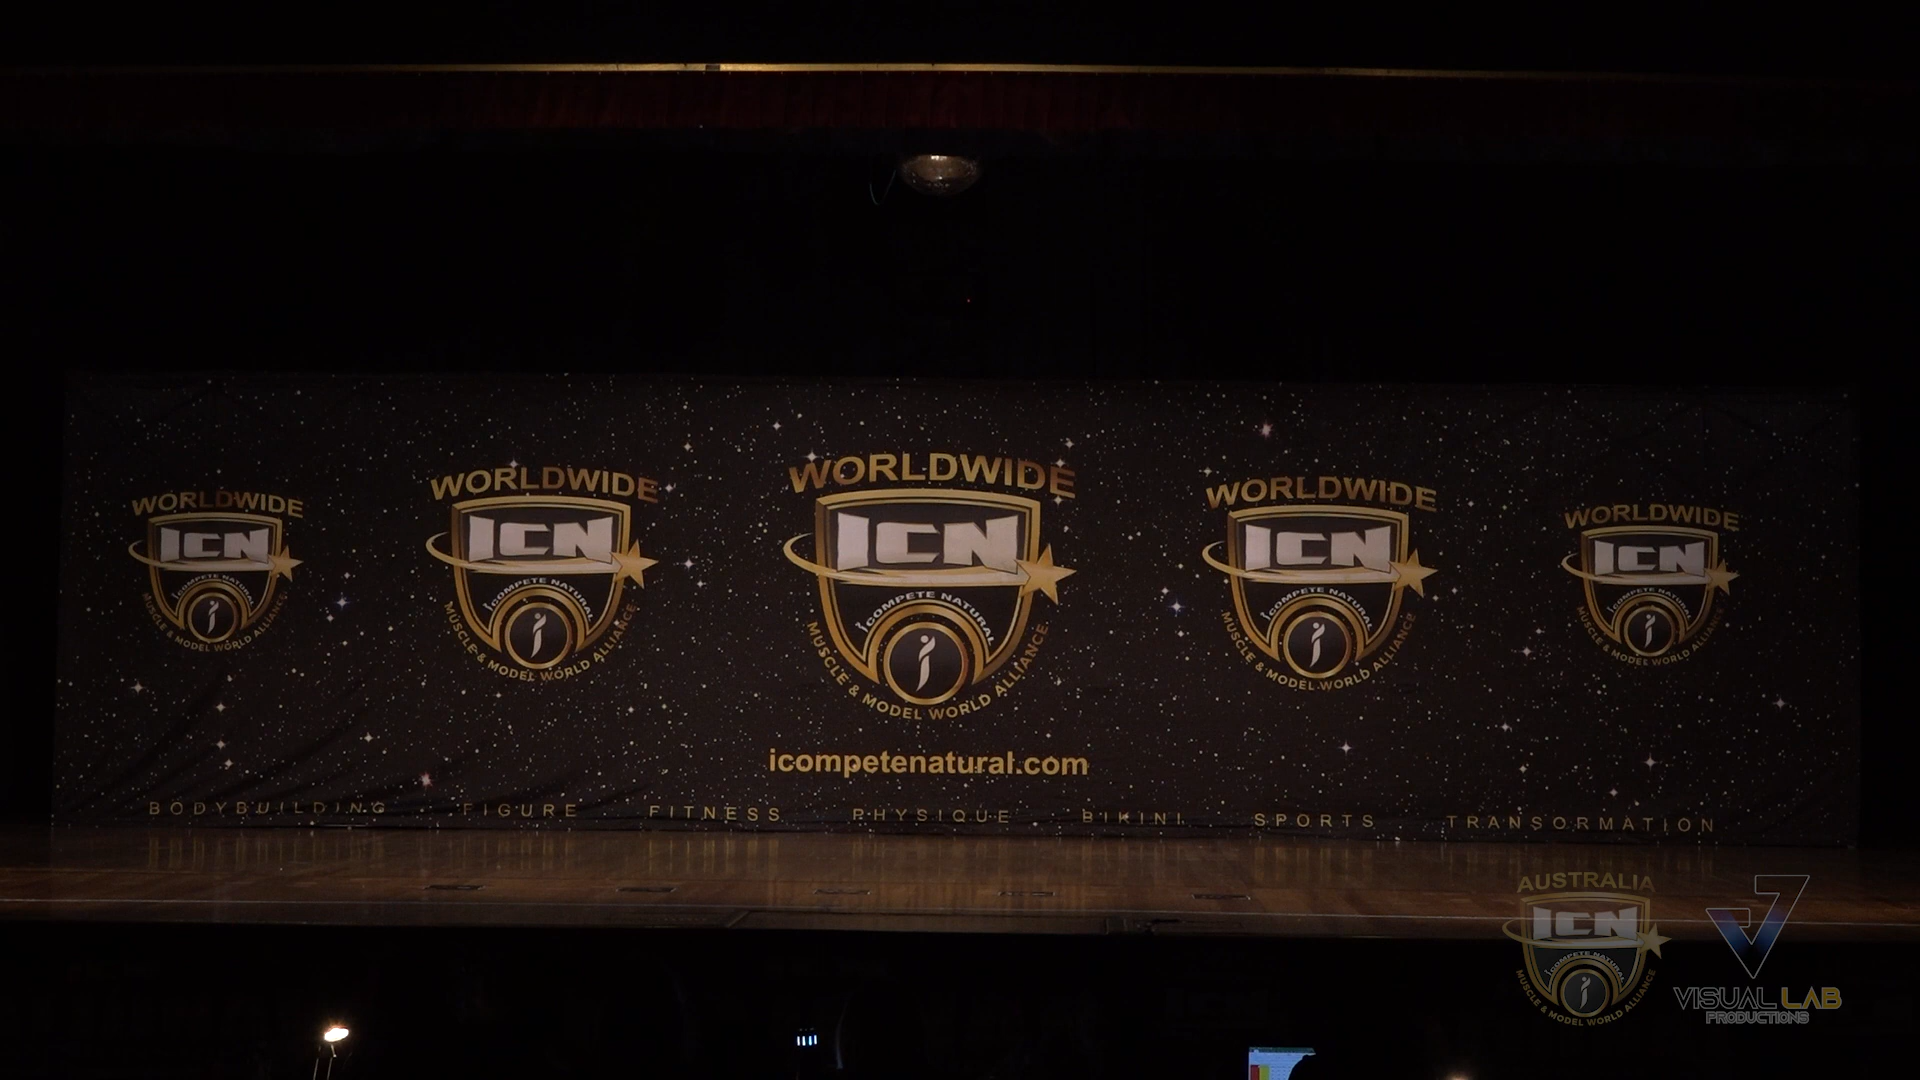 WORLDWIDE
ICN
iCOMPETE NATURAL
MUSCLE & MODEL WORLD ALLIANCE
WORLDWIDE
ICN
iCOMPETE NATURAL
MUSCLE & MODEL WORLD ALLIANCE
WORLDWIDE
ICN
iCOMPETE NATURAL
MUSCLE & MODEL WORLD ALLIANCE
WORLDWIDE
ICN
iCOMPETE NATURAL
MUSCLE & MODEL WORLD ALLIANCE
WORLDWIDE
ICN
iCOMPETE NATURAL
MUSCLE & MODEL WORLD ALLIANCE
icompetenatural.com
BODYBUILDING FIGURE FITNESS PHYSIQUE BIKINI SPORTS TRANSORMATION
AUSTRALIA
ICN
iCOMPETE NATURAL
MUSCLE & MODEL WORLD ALLIANCE
VISUAL LAB
PRODUCTIONS